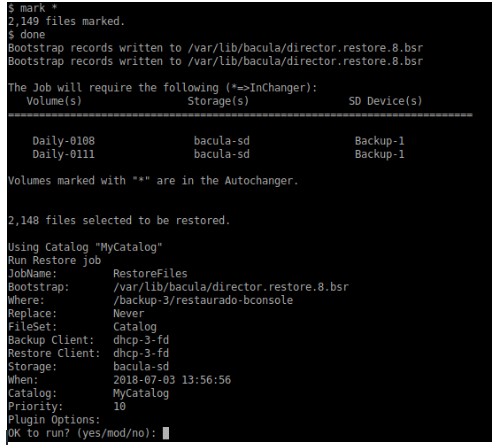 $ mark *
2,149 files marked.
$ done
Bootstrap records written to /var/lib/bacula/director.restore.8.bsr
Bootstrap records written to /var/lib/bacula/director.restore.8.bsr
The Job will require the following (*=>InChanger):
Volume(s) Storage(s) SD Device(s)
===========================================================================
Daily-0108 bacula-sd Backup-1
Daily-0111 bacula-sd Backup-1
Volumes marked with "*" are in the Autochanger.
2,148 files selected to be restored.
Using Catalog "MyCatalog"
Run Restore job
JobName: RestoreFiles
Bootstrap: /var/lib/bacula/director.restore.8.bsr
Where: /backup-3/restaurado-bconsole
Replace: Never
FileSet: Catalog
Backup Client: dhcp-3-fd
Restore Client: dhcp-3-fd
Storage: bacula-sd
When: 2018-07-03 13:56:56
Catalog: MyCatalog
Priority: 10
Plugin Options:
OK to run? (yes/mod/no):